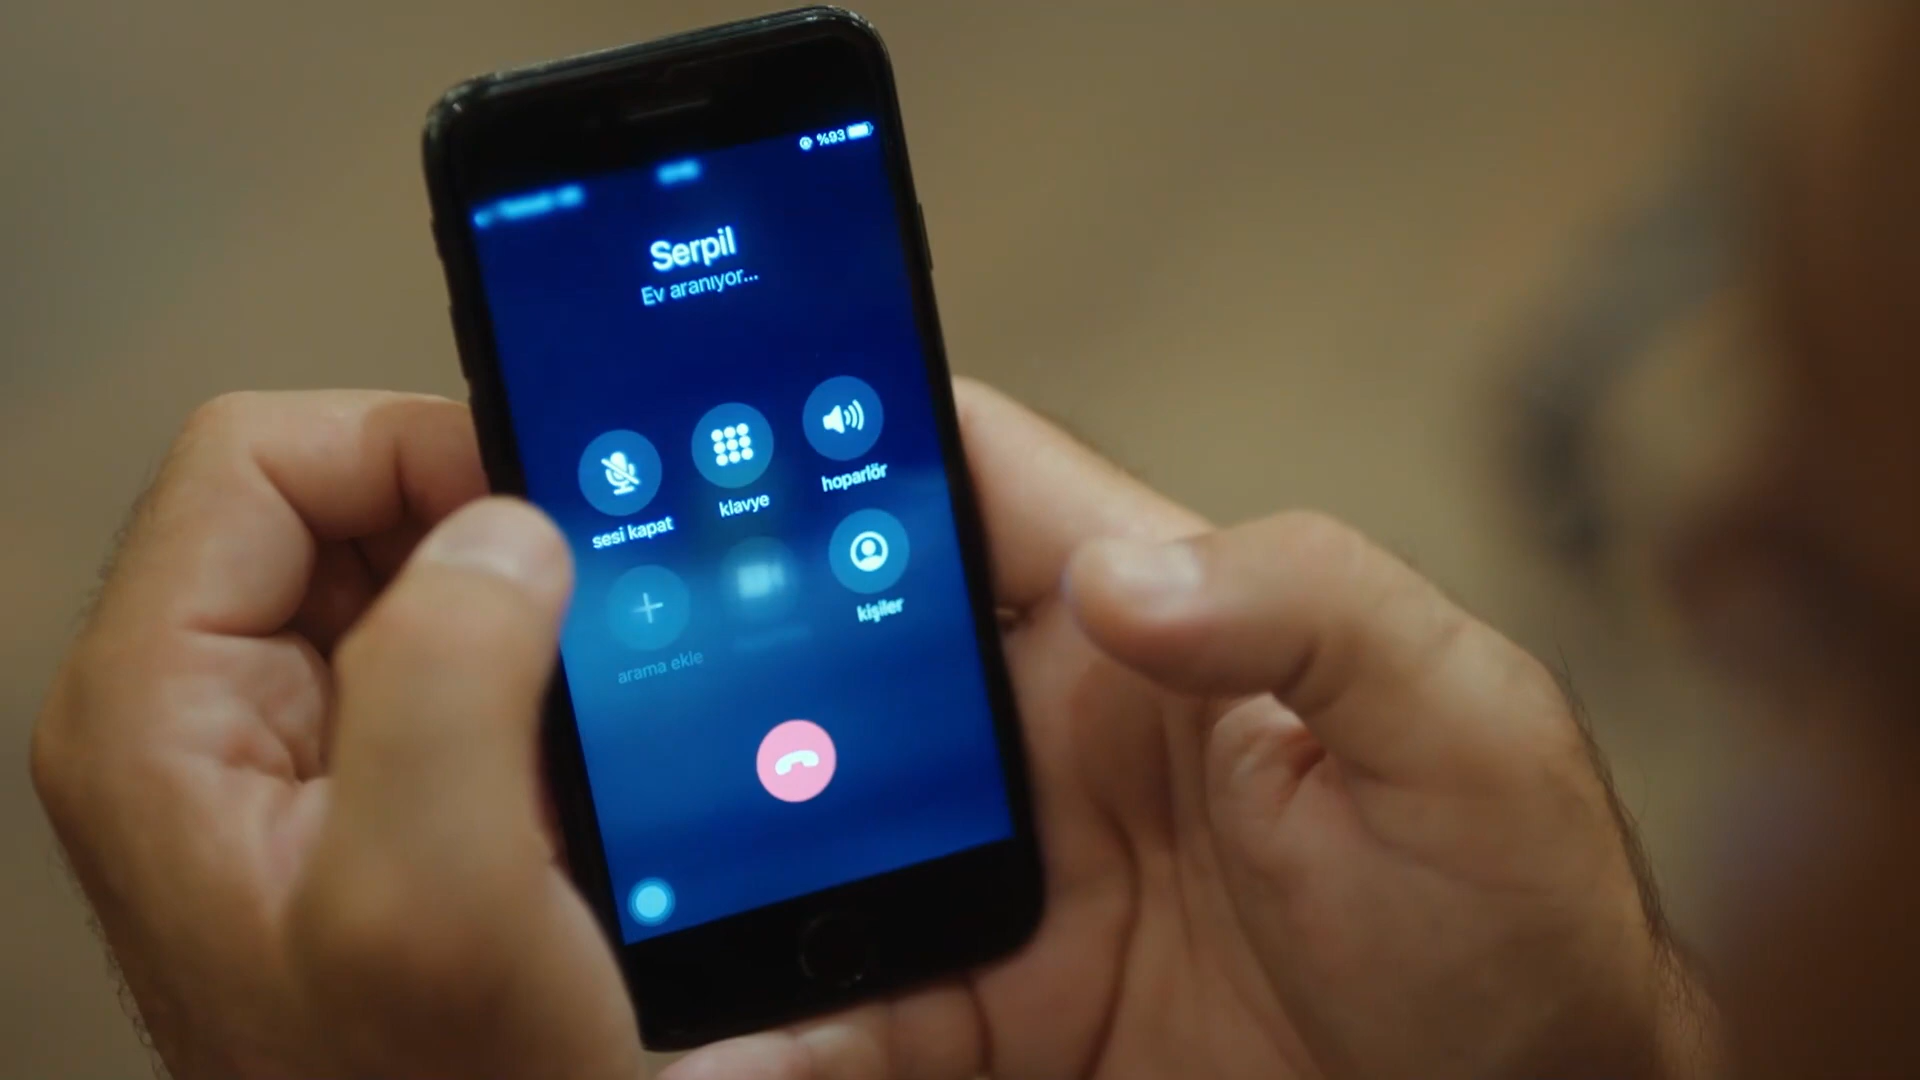 %93
Serpil
Ev aranıyor...
sesi kapat
klavye
hoparlör
arama ekle
kişiler